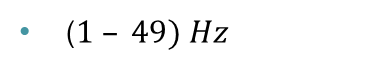 • (1 – 49) Hz